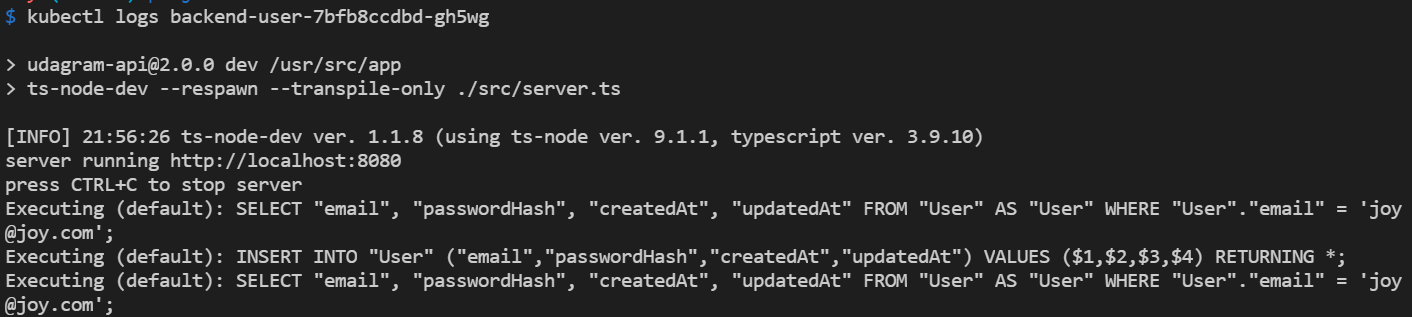 $ kubectl logs backend-user-7bfb8ccdbd-gh5wg
> udagram-api@2.0.0 dev /usr/src/app
> ts-node-dev --respawn --transpile-only ./src/server.ts
[INFO] 21:56:26 ts-node-dev ver. 1.1.8 (using ts-node ver. 9.1.1, typescript ver. 3.9.10)
server running http://localhost:8080
press CTRL+C to stop server
Executing (default): SELECT "email", "passwordHash", "createdAt", "updatedAt" FROM "User" AS "User" WHERE "User"."email" = 'joy
@joy.com';
Executing (default): INSERT INTO "User" ("email","passwordHash","createdAt","updatedAt") VALUES ($1,$2,$3,$4) RETURNING *;
Executing (default): SELECT "email", "passwordHash", "createdAt", "updatedAt" FROM "User" AS "User" WHERE "User"."email" = 'joy
@joy.com';